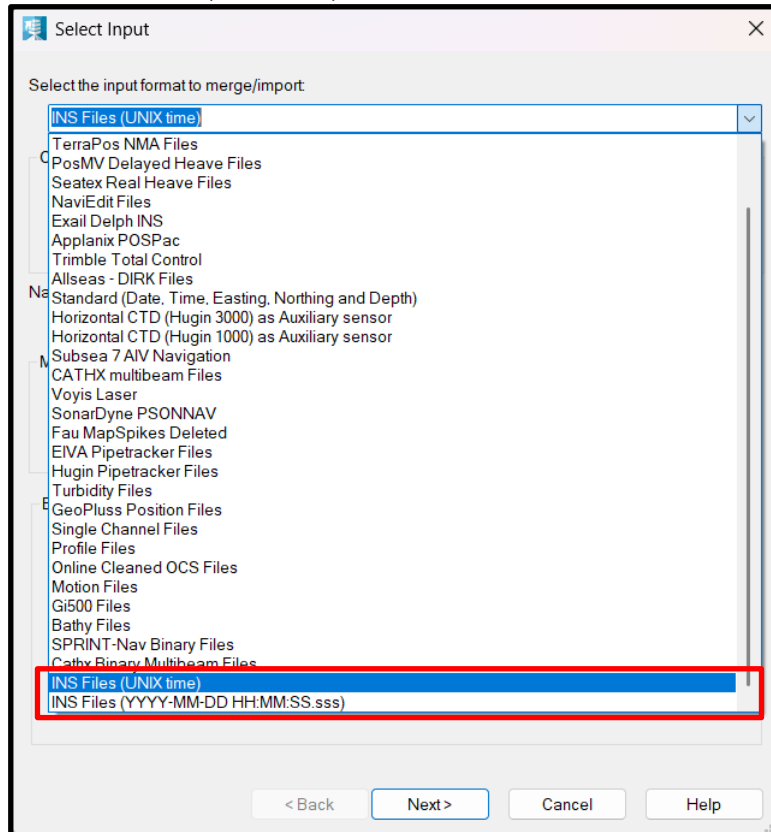 Select Input
Select the input format to merge/import:
INS Files (UNIX time)
TerraPos NMA Files
PosMV Delayed Heave Files
Seatex Real Heave Files
NaviEdit Files
Exail Delph INS
Applanix POSPac
Trimble Total Control
Allseas - DIRK Files
Na
Standard (Date, Time, Easting, Northing and Depth)
Horizontal CTD (Hugin 3000) as Auxiliary sensor
Horizontal CTD (Hugin 1000) as Auxiliary sensor
Subsea 7 AIV Navigation
CATHX multibeam Files
Voyis Laser
SonarDyne PSONNAV
Fau MapSpikes Deleted
EIVA Pipetracker Files
Hugin Pipetracker Files
Turbidity Files
GeoPluss Position Files
Single Channel Files
Profile Files
Online Cleaned OCS Files
Motion Files
Gi500 Files
Bathy Files
SPRINT-Nav Binary Files
Cathx Binary Multibeam Files
INS Files (UNIX time)
INS Files (YYYY-MM-DD HH:MM:SS.sss)
< Back Next > Cancel Help